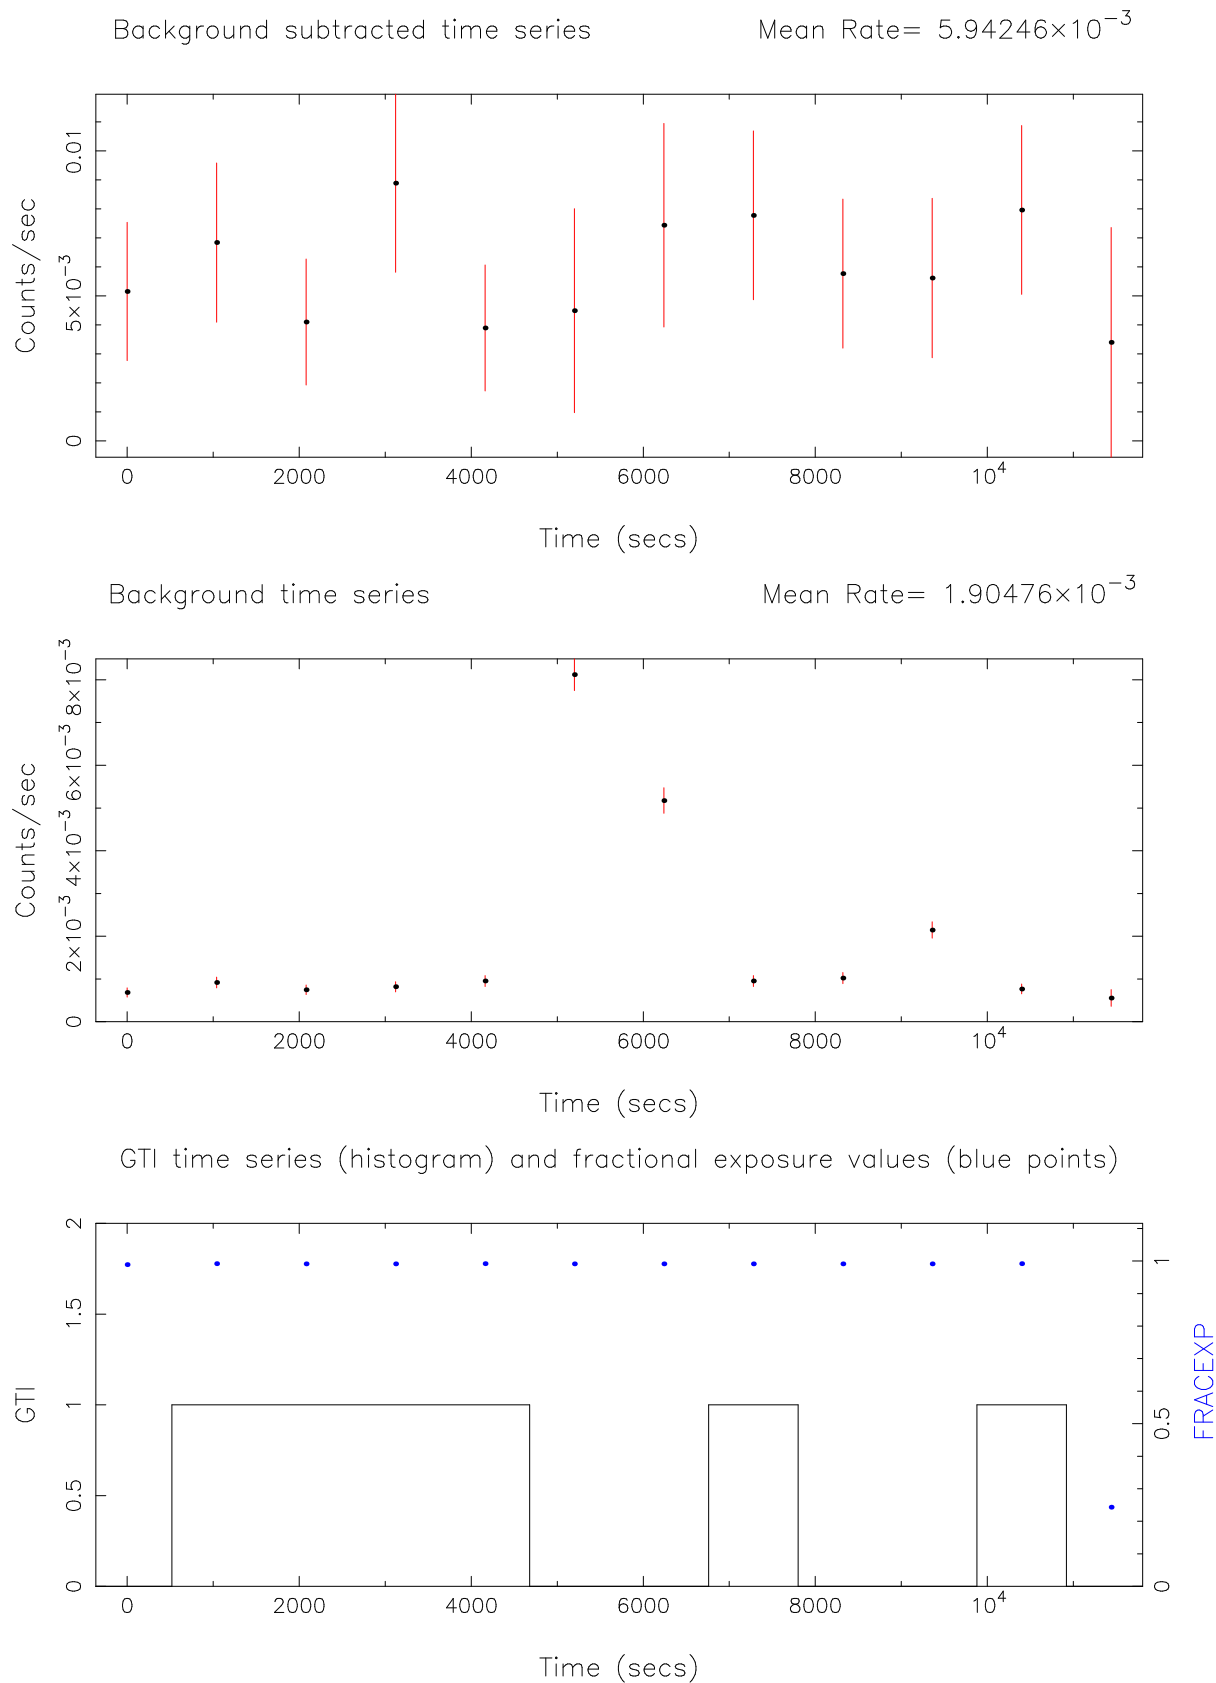 Background subtracted time series Mean Rate= 5.94246×10⁻³
0.01
5×10⁻³
0
Counts/sec
0 2000 4000 6000 8000 10⁴
Time (secs)
Background time series Mean Rate= 1.90476×10⁻³
8×10⁻³
6×10⁻³
4×10⁻³
2×10⁻³
0
Counts/sec
0 2000 4000 6000 8000 10⁴
Time (secs)
GTI time series (histogram) and fractional exposure values (blue points)
2
1.5
1
0.5
0
GTI
1
0.5
0
FRACEXP
0 2000 4000 6000 8000 10⁴
Time (secs)